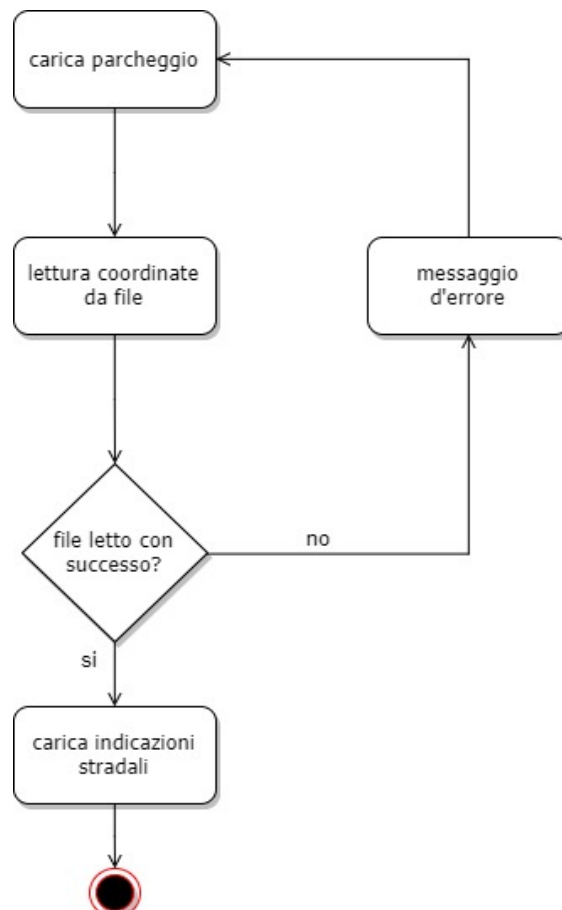 carica parcheggio
lettura coordinate
da file
messaggio
d'errore
file letto con
successo?
no
si
carica indicazioni
stradali